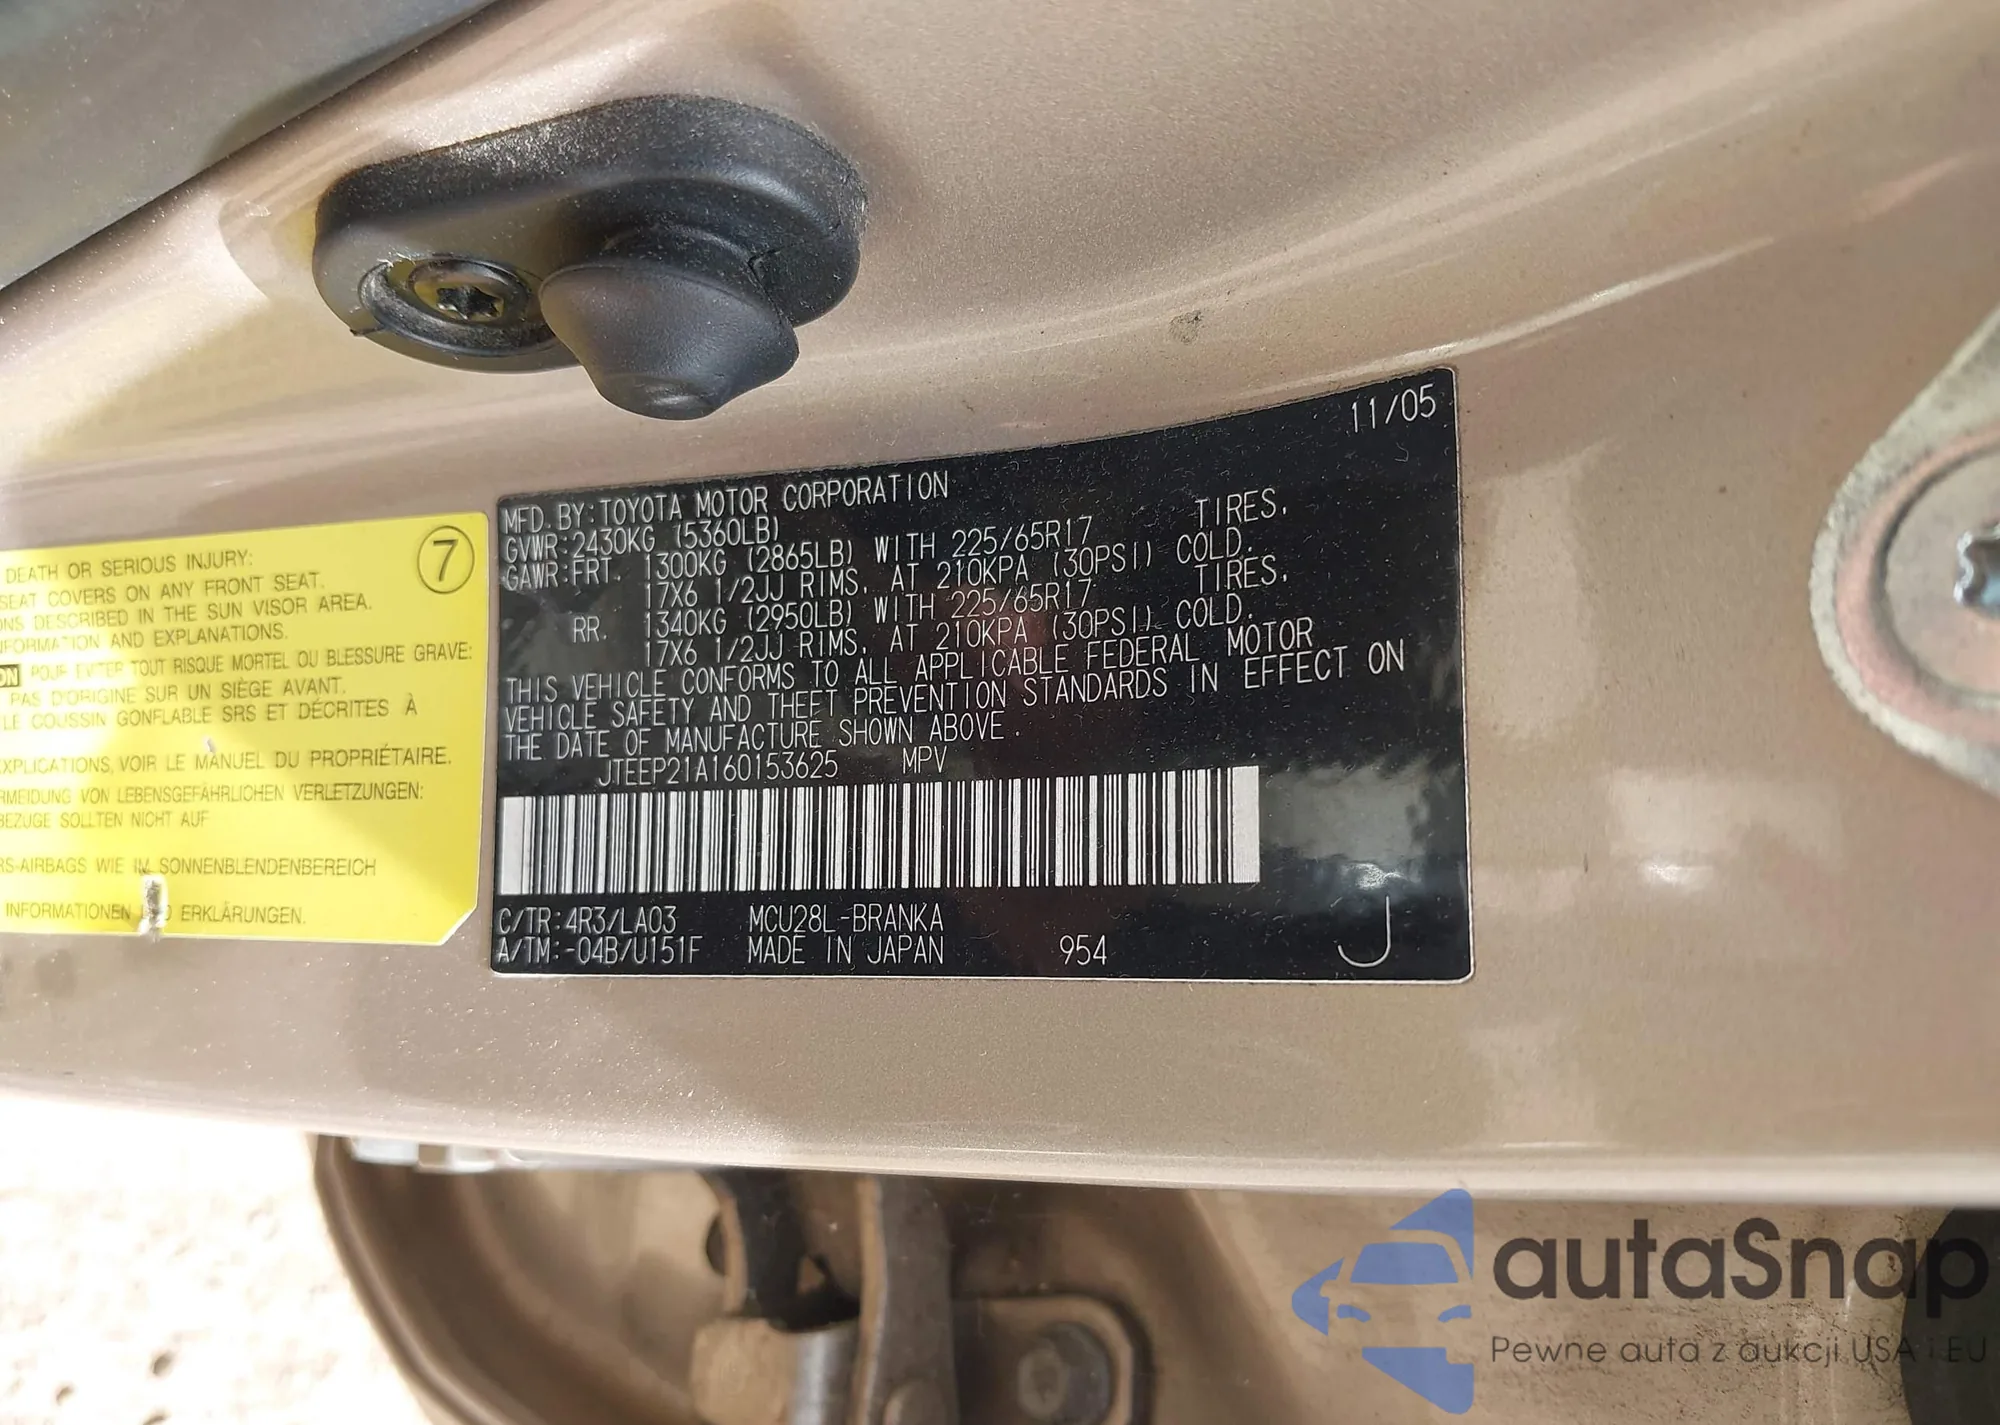 7
DEATH OR SERIOUS INJURY:
SEAT COVERS ON ANY FRONT SEAT.
DESCRIBED IN THE SUN VISOR AREA.
AND EXPLANATIONS.
POUR EVITER TOUT RISQUE MORTEL OU BLESSURE GRAVE:
PAS D'ORIGINE SUR UN SIÈGE AVANT.
LE COUSSIN GONFLABLE SRS ET DÉCRITES À
VOIR LE MANUEL DU PROPRIÉTAIRE.
VON LEBENSGEFÄHRLICHEN VERLETZUNGEN:
BEZUGE SOLLTEN NICHT AUF
RS-AIRBAGS WIE IM SONNENBLENDENBEREICH
INFORMATIONEN ERKLÄRUNGEN.
11/05
MFD. BY: TOYOTA MOTOR CORPORATION
GVWR: 2430KG (5360LB)
GAWR: FRT. 1300KG (2865LB) WITH 225/65R17 TIRES,
17X6 1/2JJ RIMS, AT 210KPA (30PSI) COLD.
RR. 1340KG (2950LB) WITH 225/65R17 TIRES,
17X6 1/2JJ RIMS, AT 210KPA (30PSI) COLD.
THIS VEHICLE CONFORMS TO ALL APPLICABLE FEDERAL MOTOR
VEHICLE SAFETY AND THEFT PREVENTION STANDARDS IN EFFECT ON
THE DATE OF MANUFACTURE SHOWN ABOVE.
JTEEP21A160153625 MPV
C/TR: 4R3/LA03 MCU28L-BRANKA
A/TM:-04B/U151F MADE IN JAPAN 954 J
autaSnap
Pewne auta z aukcji USA i EU